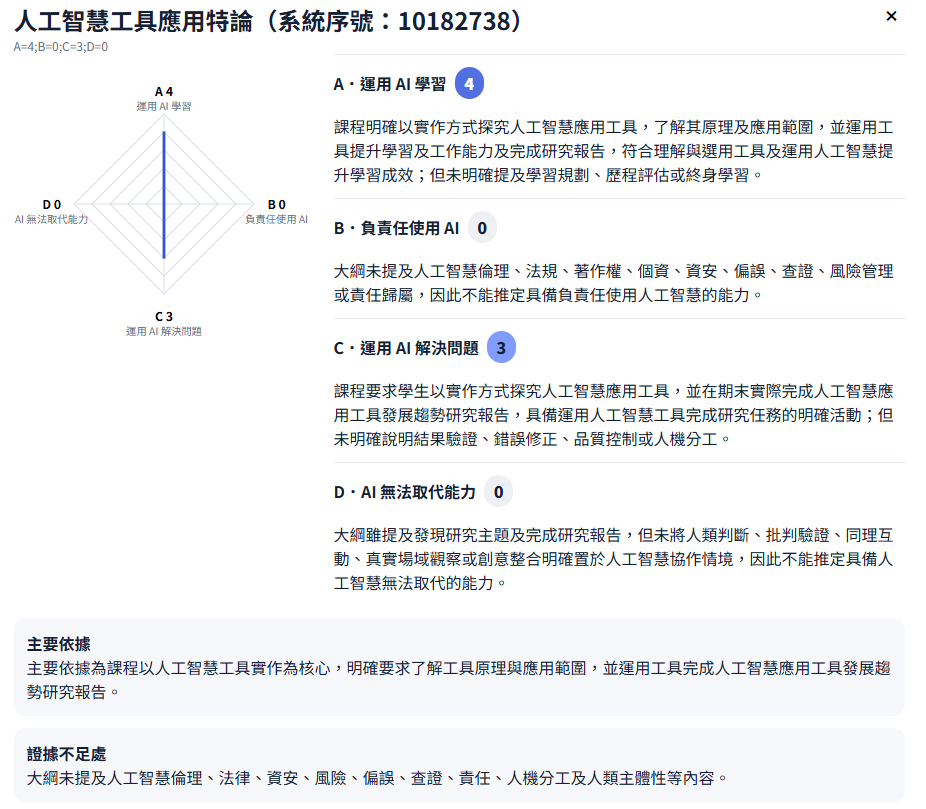 人工智慧工具應用特論（系統序號：10182738）
×
A=4;B=0;C=3;D=0
A 4
運用 AI 學習
D 0
AI 無法取代能力
B 0
負責任使用 AI
C 3
運用 AI 解決問題
A．運用 AI 學習 4
課程明確以實作方式探究人工智慧應用工具，了解其原理及應用範圍，並運用工
具提升學習及工作能力及完成研究報告，符合理解與選用工具及運用人工智慧提
升學習成效；但未明確提及學習規劃、歷程評估或終身學習。
B．負責任使用 AI 0
大綱未提及人工智慧倫理、法規、著作權、個資、資安、偏誤、查證、風險管理
或責任歸屬，因此不能推定具備負責任使用人工智慧的能力。
C．運用 AI 解決問題 3
課程要求學生以實作方式探究人工智慧應用工具，並在期末實際完成人工智慧應
用工具發展趨勢研究報告，具備運用人工智慧工具完成研究任務的明確活動；但
未明確說明結果驗證、錯誤修正、品質控制或人機分工。
D．AI 無法取代能力 0
大綱雖提及發現研究主題及完成研究報告，但未將人類判斷、批判驗證、同理互
動、真實場域觀察或創意整合明確置於人工智慧協作情境，因此不能推定具備人
工智慧無法取代的能力。
主要依據
主要依據為課程以人工智慧工具實作為核心，明確要求了解工具原理與應用範圍，並運用工具完成人工智慧應用工具發展趨
勢研究報告。
證據不足處
大綱未提及人工智慧倫理、法律、資安、風險、偏誤、查證、責任、人機分工及人類主體性等內容。